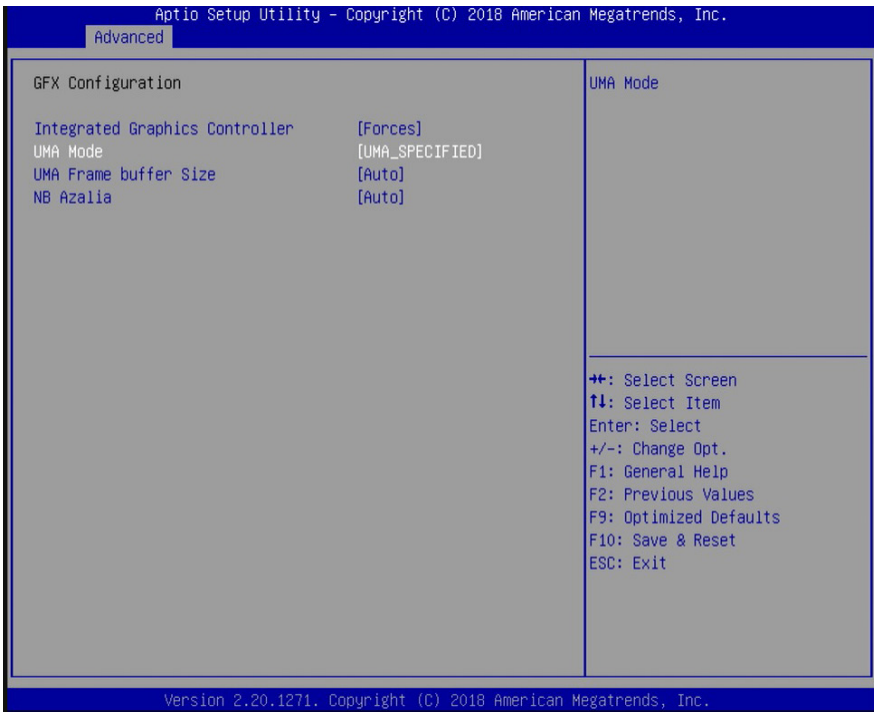 Aptio Setup Utility – Copyright (C) 2018 American Megatrends, Inc.
Advanced
GFX Configuration
Integrated Graphics Controller [Forces]
UMA Mode [UMA_SPECIFIED]
UMA Frame buffer Size [Auto]
NB Azalia [Auto]
UMA Mode
→←: Select Screen
↑↓: Select Item
Enter: Select
+/-: Change Opt.
F1: General Help
F2: Previous Values
F9: Optimized Defaults
F10: Save & Reset
ESC: Exit
Version 2.20.1271. Copyright (C) 2018 American Megatrends, Inc.